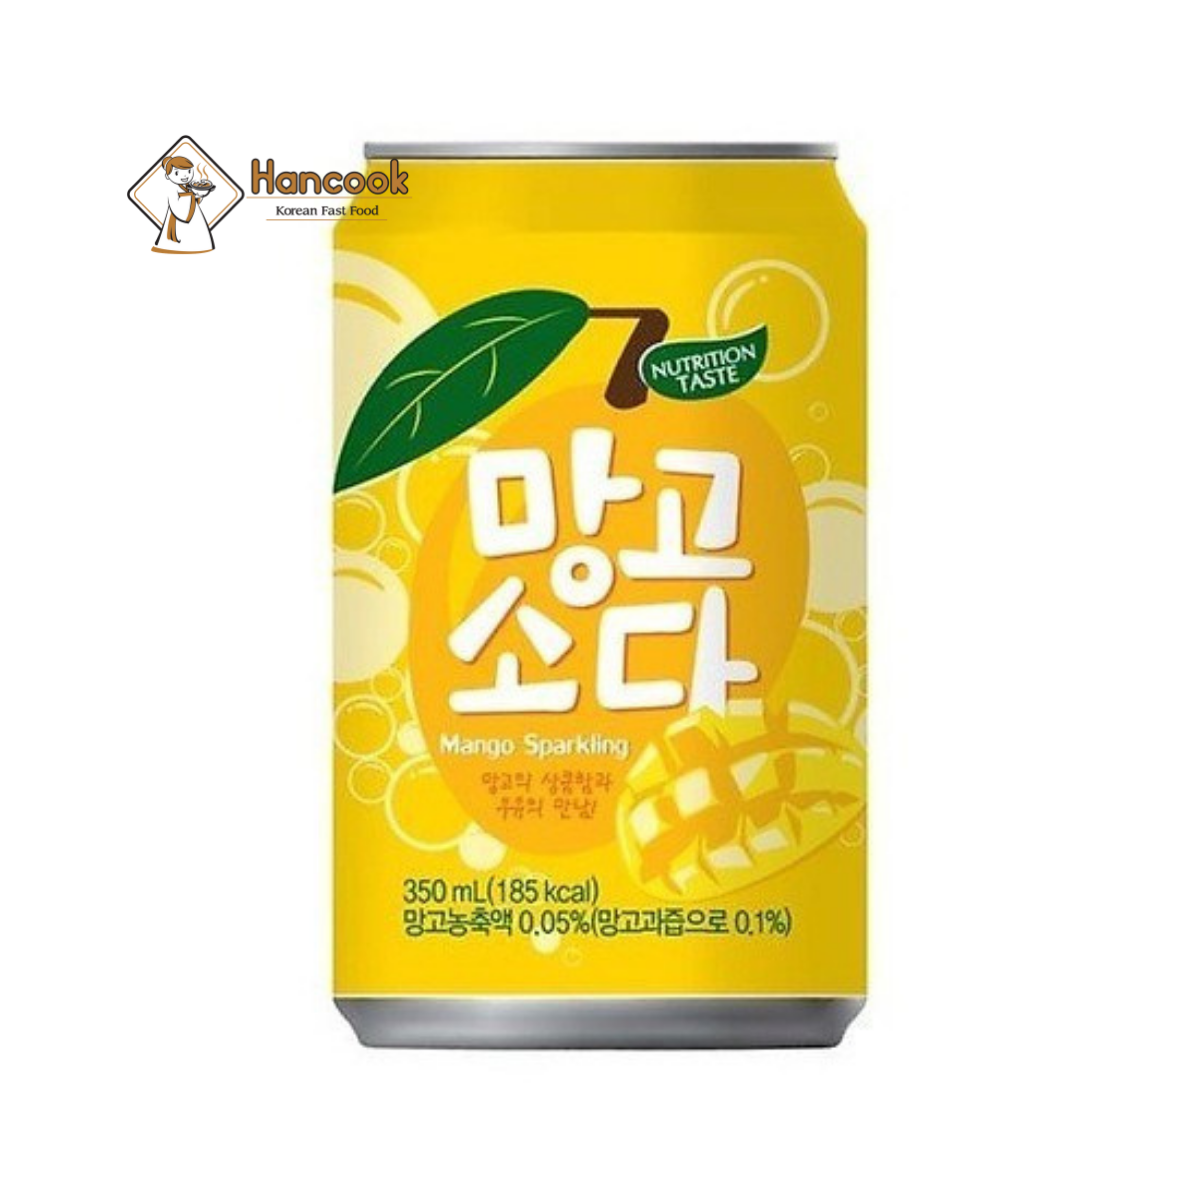 Hancook
Korean Fast Food
NUTRITION
TASTE
망고
소다
Mango Sparkling
망고의 상큼함과
우유의 만남!
350 mL(185 kcal)
망고농축액 0.05%(망고과즙으로 0.1%)